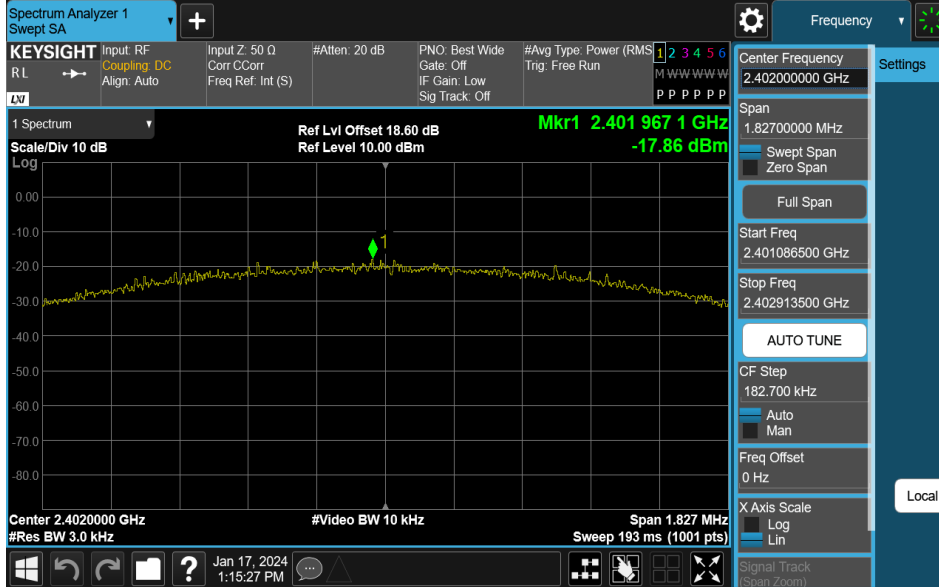 Spectrum Analyzer 1
Swept SA
+
Frequency
KEYSIGHT
R L
LXI
Input: RF
Coupling: DC
Align: Auto
Input Z: 50 Ω
Corr CCorr
Freq Ref: Int (S)
#Atten: 20 dB
PNO: Best Wide
Gate: Off
IF Gain: Low
Sig Track: Off
#Avg Type: Power (RMS
Trig: Free Run
1 2 3 4 5 6
M W W W W W
P P P P P P
Center Frequency
2.402000000 GHz
Settings
Span
1.82700000 MHz
Swept Span
Zero Span
Full Span
Start Freq
2.401086500 GHz
Stop Freq
2.402913500 GHz
AUTO TUNE
CF Step
182.700 kHz
Auto
Man
Freq Offset
0 Hz
Local
X Axis Scale
Log
Lin
Signal Track
(Span Zoom)
1 Spectrum
Scale/Div 10 dB
Log
Ref Lvl Offset 18.60 dB
Ref Level 10.00 dBm
Mkr1 2.401 967 1 GHz
-17.86 dBm
0.00
-10.0
1
-20.0
-30.0
-40.0
-50.0
-60.0
-70.0
-80.0
Center 2.4020000 GHz
#Res BW 3.0 kHz
#Video BW 10 kHz
Span 1.827 MHz
Sweep 193 ms (1001 pts)
?
Jan 17, 2024
1:15:27 PM